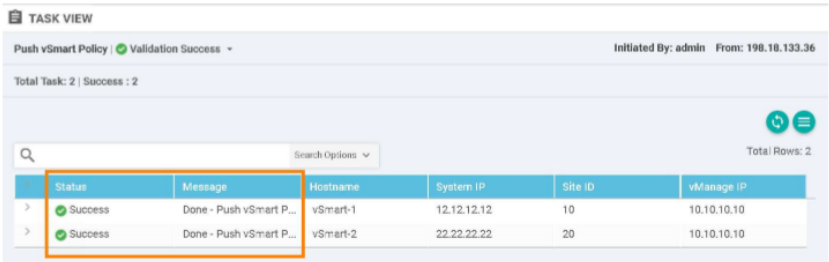 TASK VIEW
Push vSmart Policy | Validation Success Initiated By: admin From: 198.18.133.36
Total Task: 2 | Success : 2
Search Options Total Rows: 2
Status Message Hostname System IP Site ID vManage IP
Success Done - Push vSmart P... vSmart-1 12.12.12.12 10 10.10.10.10
Success Done - Push vSmart P... vSmart-2 22.22.22.22 20 10.10.10.10